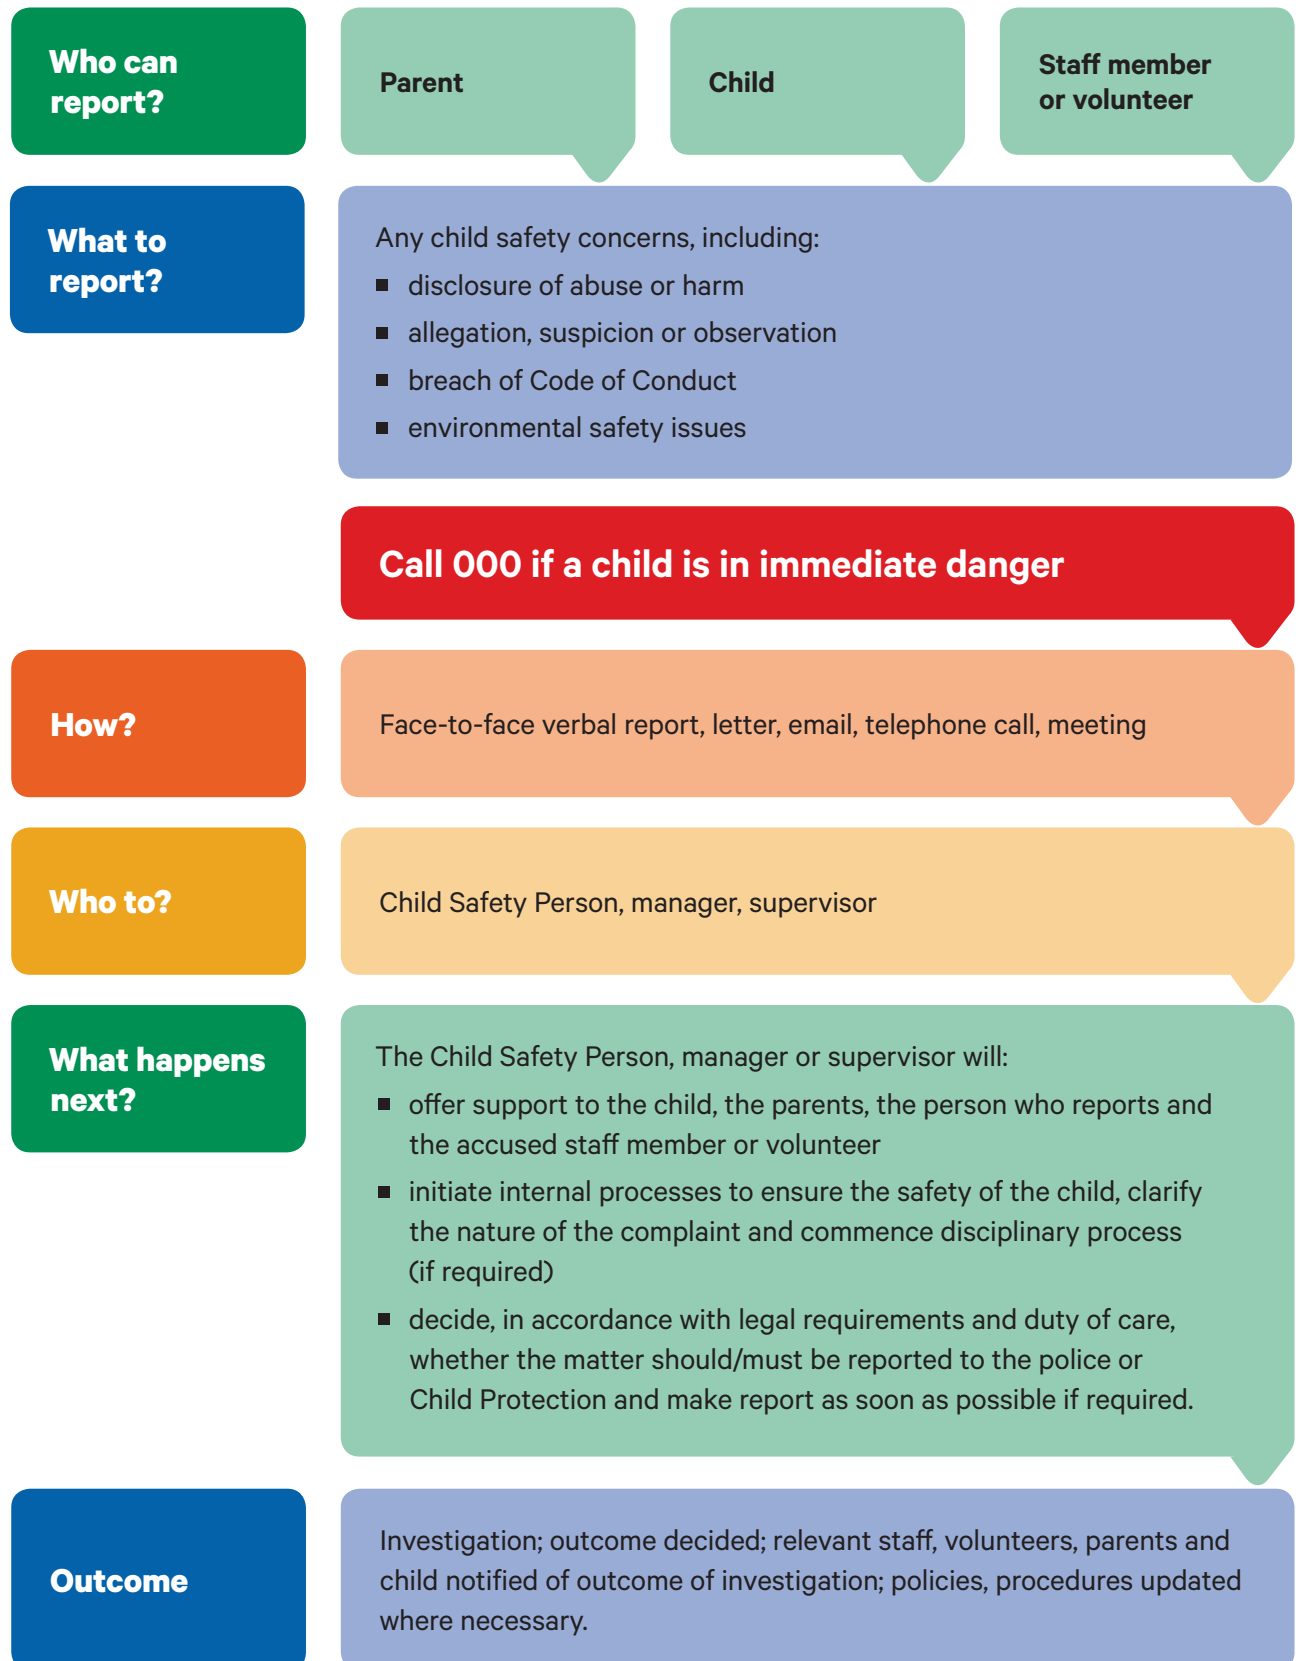 Who can
report?
Parent
Child
Staff member
or volunteer
What to
report?
Any child safety concerns, including:
■ disclosure of abuse or harm
■ allegation, suspicion or observation
■ breach of Code of Conduct
■ environmental safety issues
Call 000 if a child is in immediate danger
How?
Face-to-face verbal report, letter, email, telephone call, meeting
Who to?
Child Safety Person, manager, supervisor
What happens
next?
The Child Safety Person, manager or supervisor will:
■ offer support to the child, the parents, the person who reports and
the accused staff member or volunteer
■ initiate internal processes to ensure the safety of the child, clarify
the nature of the complaint and commence disciplinary process
(if required)
■ decide, in accordance with legal requirements and duty of care,
whether the matter should/must be reported to the police or
Child Protection and make report as soon as possible if required.
Outcome
Investigation; outcome decided; relevant staff, volunteers, parents and
child notified of outcome of investigation; policies, procedures updated
where necessary.